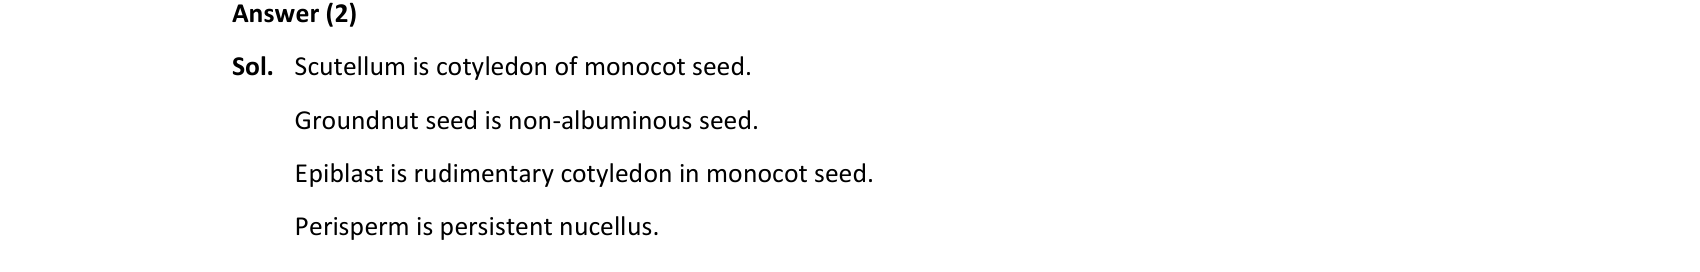 Answer (2)
Sol. Scutellum is cotyledon of monocot seed.
Groundnut seed is non-albuminous seed.
Epiblast is rudimentary cotyledon in monocot seed.
Perisperm is persistent nucellus.